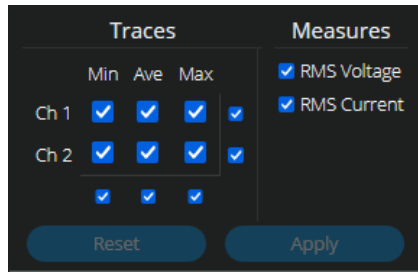 Traces
Measures
Min Ave Max
RMS Voltage
Ch 1
RMS Current
Ch 2
Reset
Apply